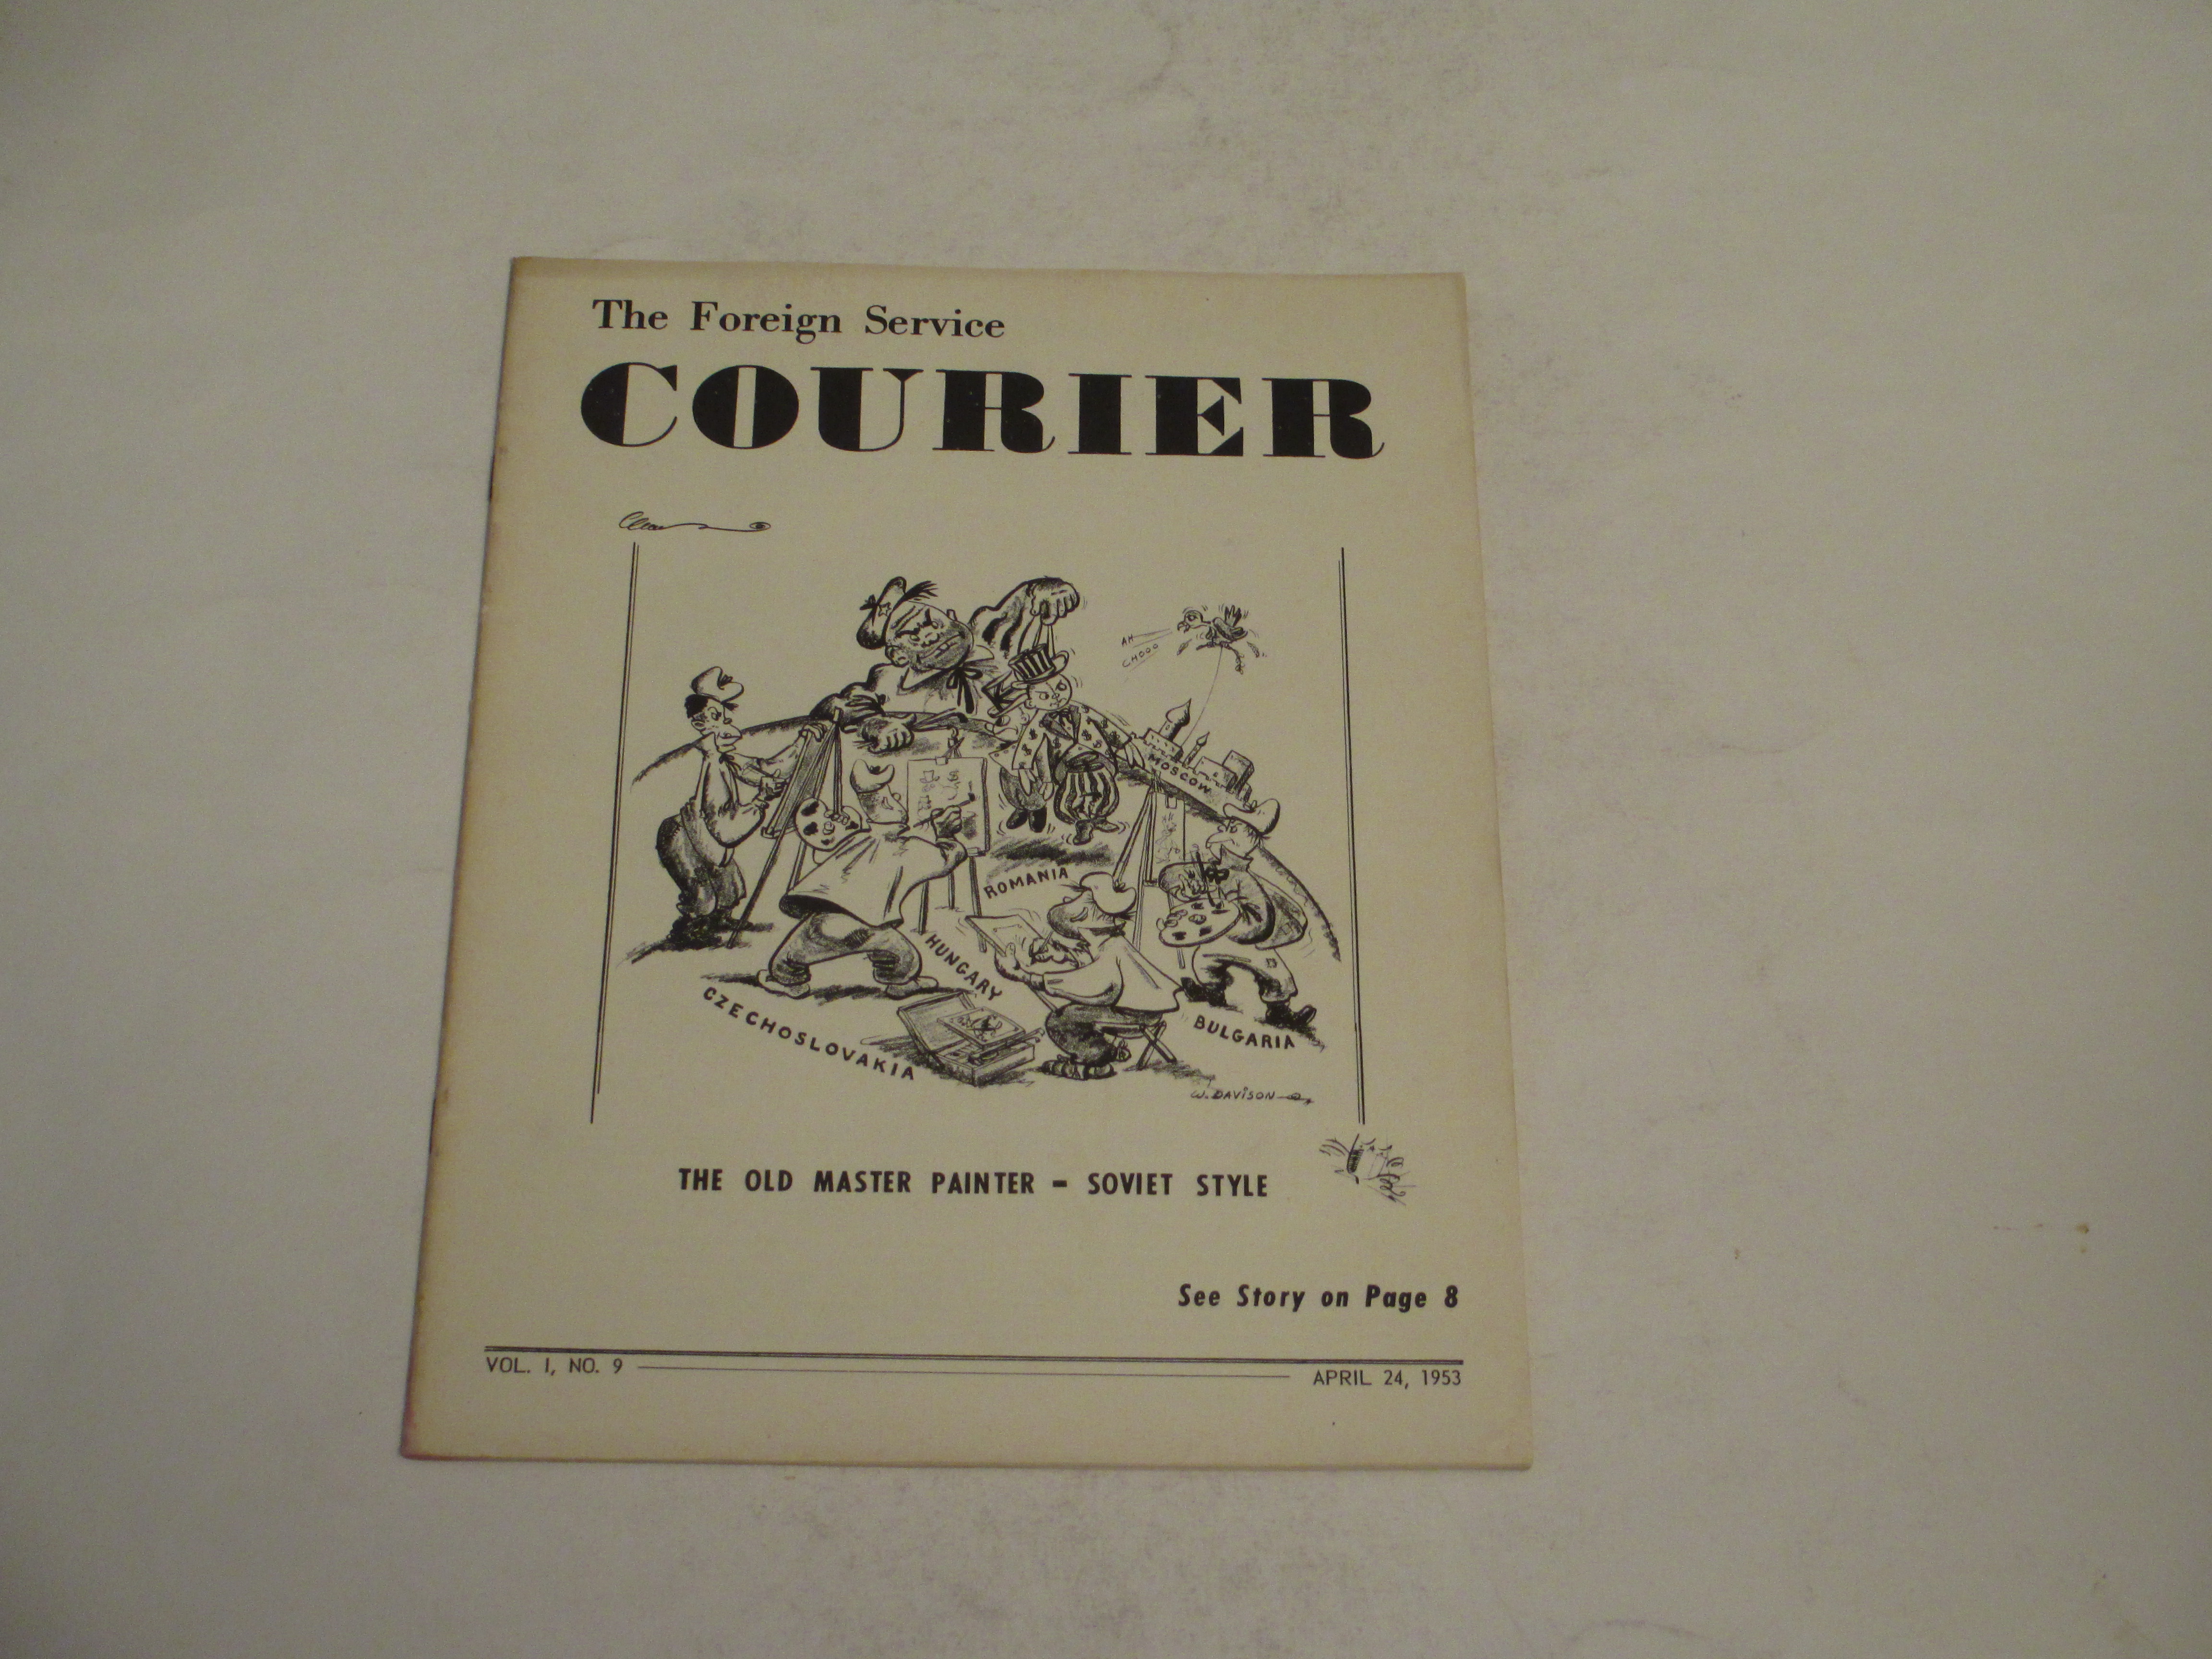 The Foreign Service
COURIER
AH
CHOOO
MOSCOW
ROMANIA
HUNGARY
CZECHOSLOVAKIA
BULGARIA
W. DAVISON
THE OLD MASTER PAINTER - SOVIET STYLE
See Story on Page 8
VOL. I, NO. 9
APRIL 24, 1953